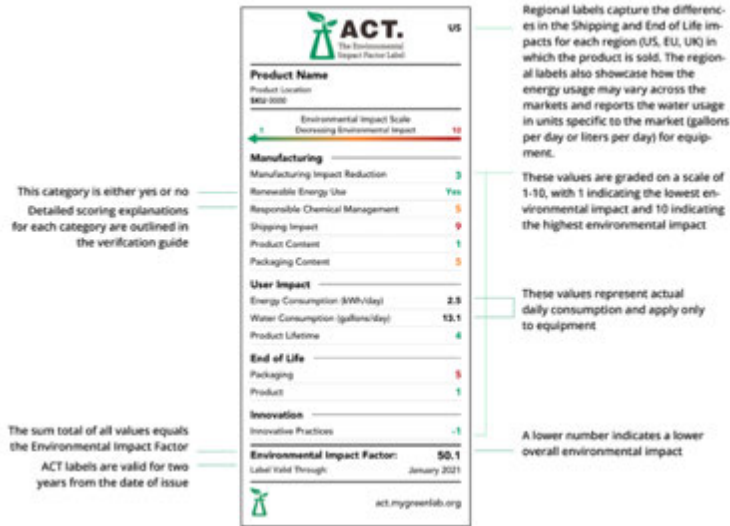 ACT.
The Environmental
Impact Factor Label
US
Product Name
Product Location
SKU 0000
Environmental Impact Scale
Decreasing Environmental Impact
1
10
Manufacturing
Manufacturing Impact Reduction 3
Renewable Energy Use Yes
Responsible Chemical Management 5
Shipping Impact 9
Product Content 1
Packaging Content 5
User Impact
Energy Consumption (kWh/day) 2.5
Water Consumption (gallons/day) 13.1
Product Lifetime 4
End of Life
Packaging 5
Product 1
Innovation
Innovative Practices -1
Environmental Impact Factor: 50.1
Label Valid Through: January 2021
act.mygreenlab.org
This category is either yes or no
Detailed scoring explanations
for each category are outlined in
the verifcation guide
The sum total of all values equals
the Environmental Impact Factor
ACT labels are valid for two
years from the date of issue
Regional labels capture the differenc-
es in the Shipping and End of Life im-
pacts for each region (US, EU, UK) in
which the product is sold. The region-
al labels also showcase how the
energy usage may vary across the
markets and reports the water usage
in units specific to the market (gallons
per day or liters per day) for equip-
ment.
These values are graded on a scale of
1-10, with 1 indicating the lowest en-
vironmental impact and 10 indicating
the highest environmental impact
These values represent actual
daily consumption and apply only
to equipment
A lower number indicates a lower
overall environmental impact